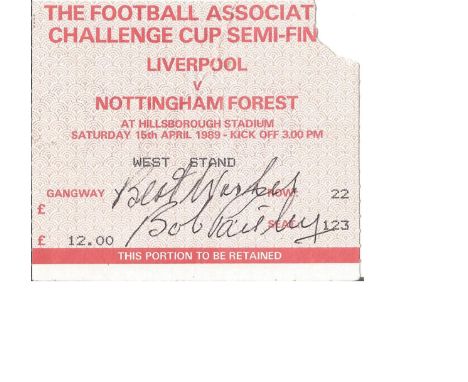 THE FOOTBALL ASSOCIAT
CHALLENGE CUP SEMI-FIN
LIVERPOOL
v
NOTTINGHAM FOREST
AT HILLSBOROUGH STADIUM
SATURDAY 15th APRIL 1989 - KICK OFF 3.00 PM
WEST STAND
Best Wishes
GANGWAY ROW 22
£
Bob Paisley
SEAT 123
£ 12.00
THIS PORTION TO BE RETAINED